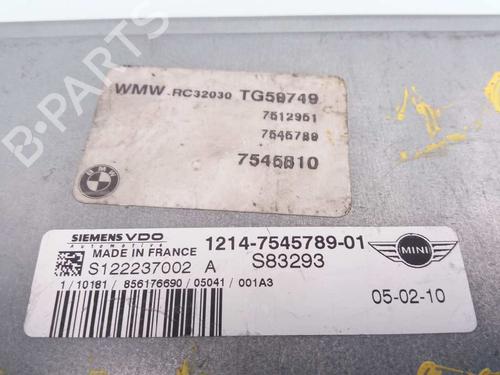 WMW-RC32030 TG59749
7512951
7545789
7545810
BMW
SIEMENS VDO
Automotive
MADE IN FRANCE
1214-7545789-01
MINI
S122237002 A
S83293
1/10181/ 856176690/05041/ 001A3
05-02-10